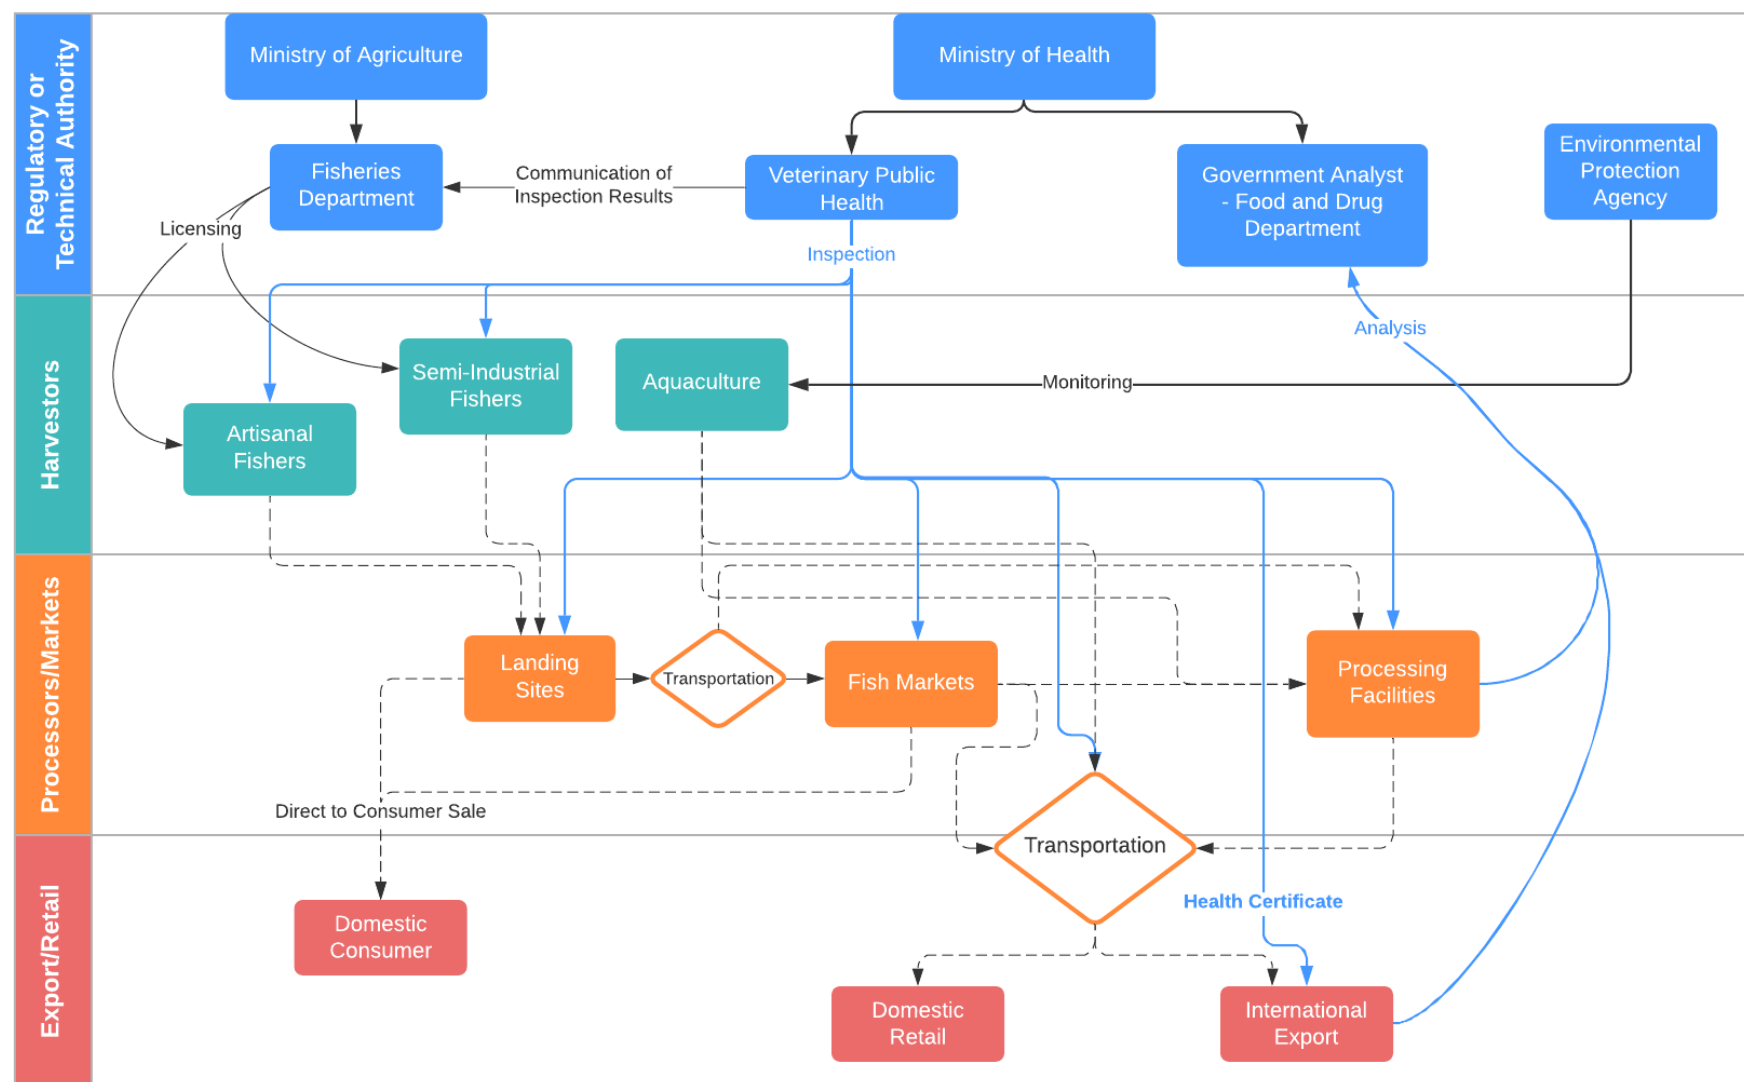 Regulatory or
Technical Authority
Ministry of Agriculture
Ministry of Health
Fisheries
Department
Communication of
Inspection Results
Veterinary Public
Health
Government Analyst
- Food and Drug
Department
Environmental
Protection
Agency
Licensing
Inspection
Harvestors
Analysis
Semi-Industrial
Fishers
Aquaculture
Monitoring
Artisanal
Fishers
Processors/Markets
Landing
Sites
Transportation
Fish Markets
Processing
Facilities
Direct to Consumer Sale
Transportation
Export/Retail
Health Certificate
Domestic
Consumer
Domestic
Retail
International
Export